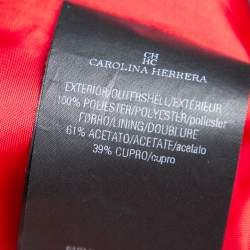 CH
HC
CAROLINA HERRERA
EXTERIOR/OUTERSHELL/EXTÉRIEUR
100% POLIESTER/POLYESTER/poliester
FORRO/LINING/DOUBLURE
61% ACETATO/ACETATE/acetato
39% CUPRO/cupro